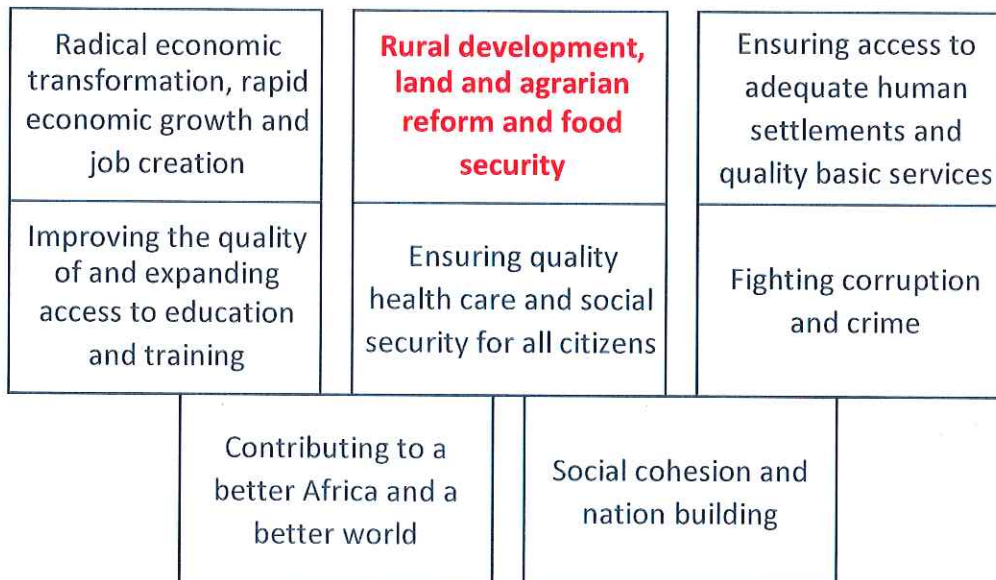 Radical economic
transformation, rapid
economic growth and
job creation
Rural development,
land and agrarian
reform and food
security
Ensuring access to
adequate human
settlements and
quality basic services
Improving the quality
of and expanding
access to education
and training
Ensuring quality
health care and social
security for all citizens
Fighting corruption
and crime
Contributing to a
better Africa and a
better world
Social cohesion and
nation building